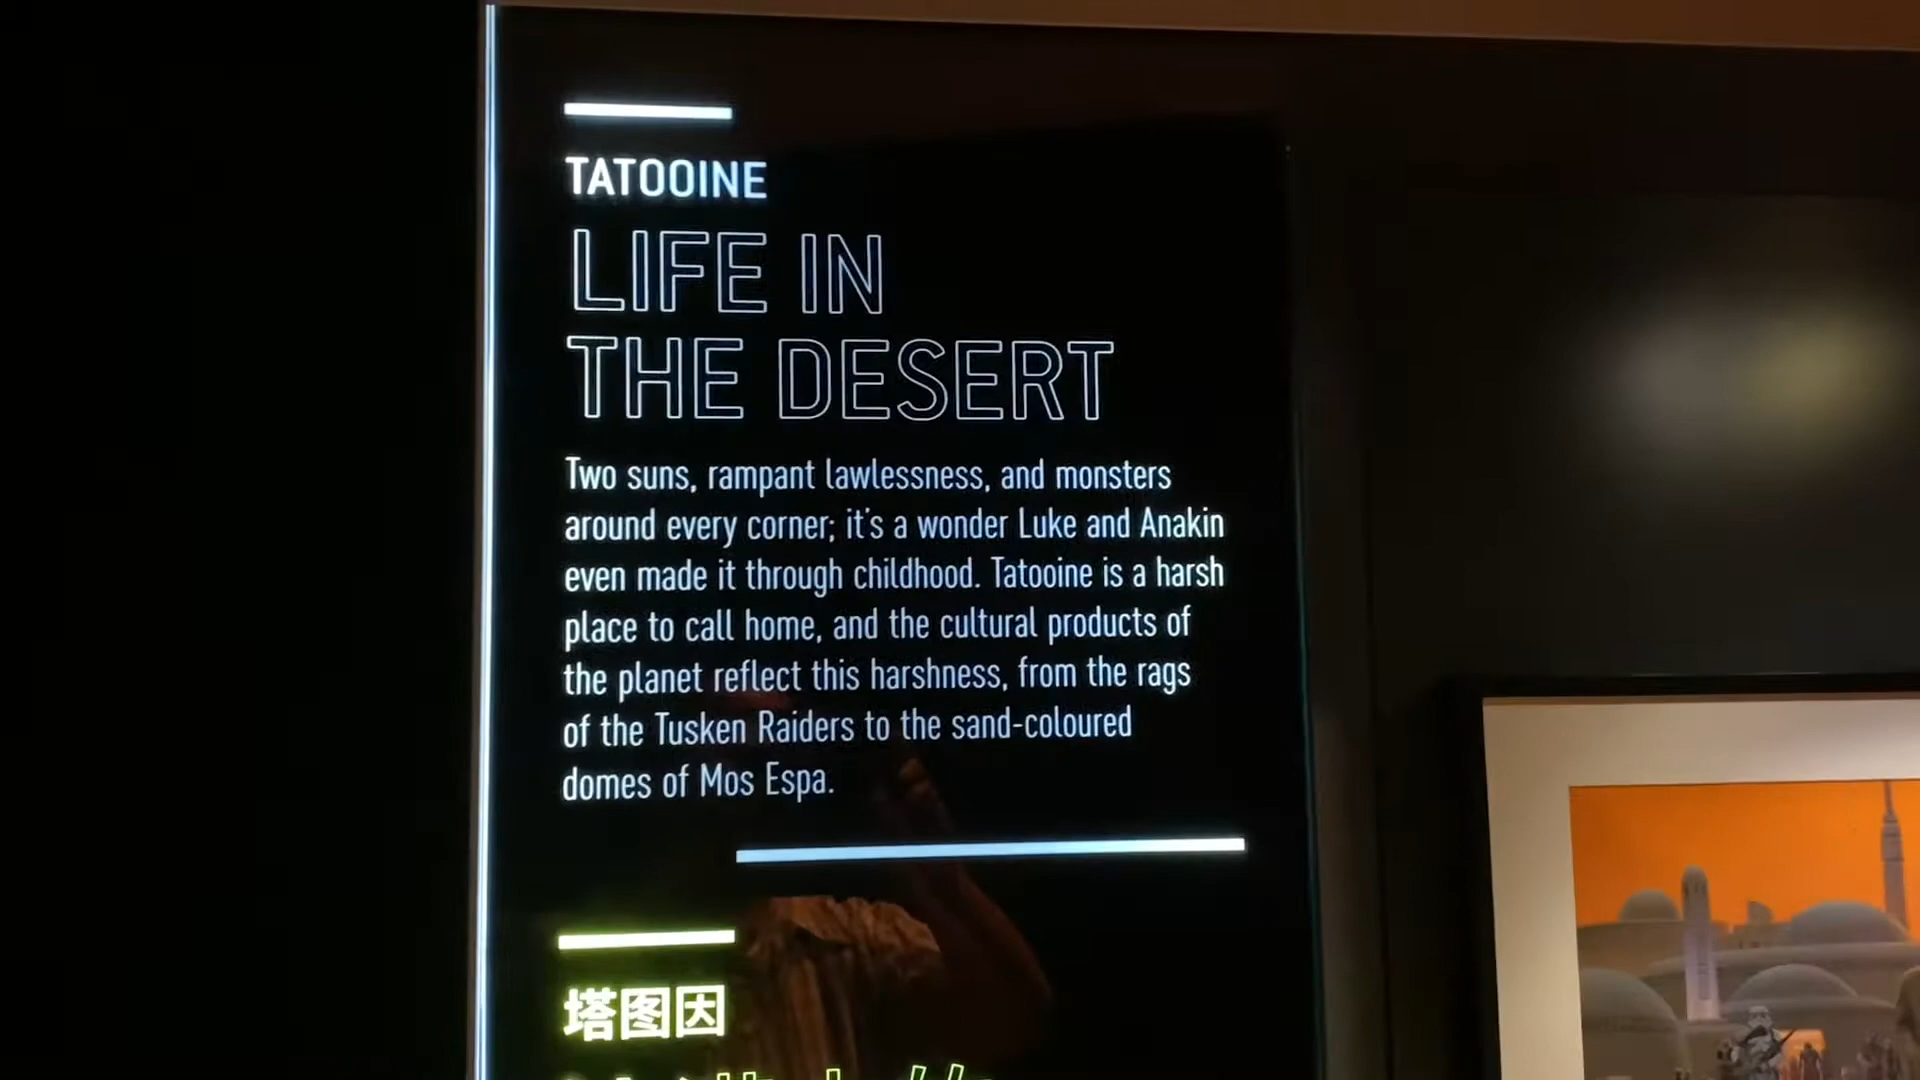 TATOOINE
LIFE IN
THE DESERT
Two suns, rampant lawlessness, and monsters
around every corner; it's a wonder Luke and Anakin
even made it through childhood. Tatooine is a harsh
place to call home, and the cultural products of
the planet reflect this harshness, from the rags
of the Tusken Raiders to the sand-coloured
domes of Mos Espa.
塔图因